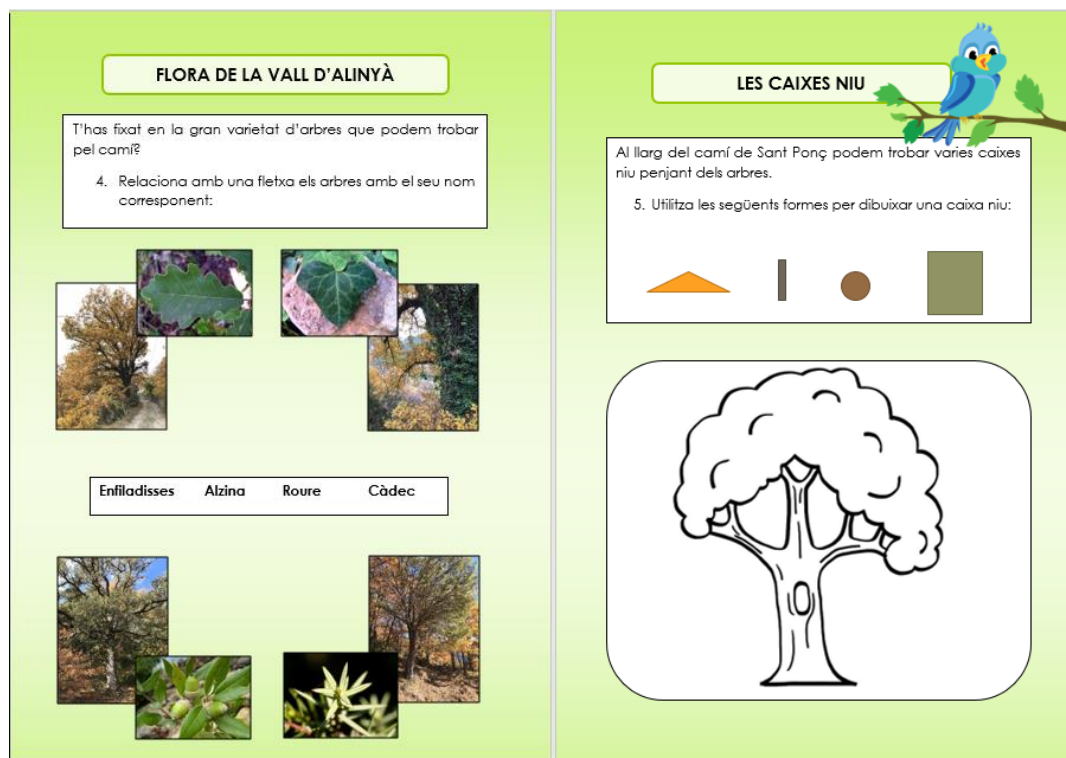 FLORA DE LA VALL D'ALINYÀ
T'has fixat en la gran varietat d'arbres que podem trobar
pel camí?
4. Relaciona amb una fletxa els arbres amb el seu nom
corresponent:
Enfiladisses Alzina Roure Càdec
LES CAIXES NIU
Al llarg del camí de Sant Ponç podem trobar varies caixes
niu penjant dels arbres.
5. Utilitza les següents formes per dibuixar una caixa niu: